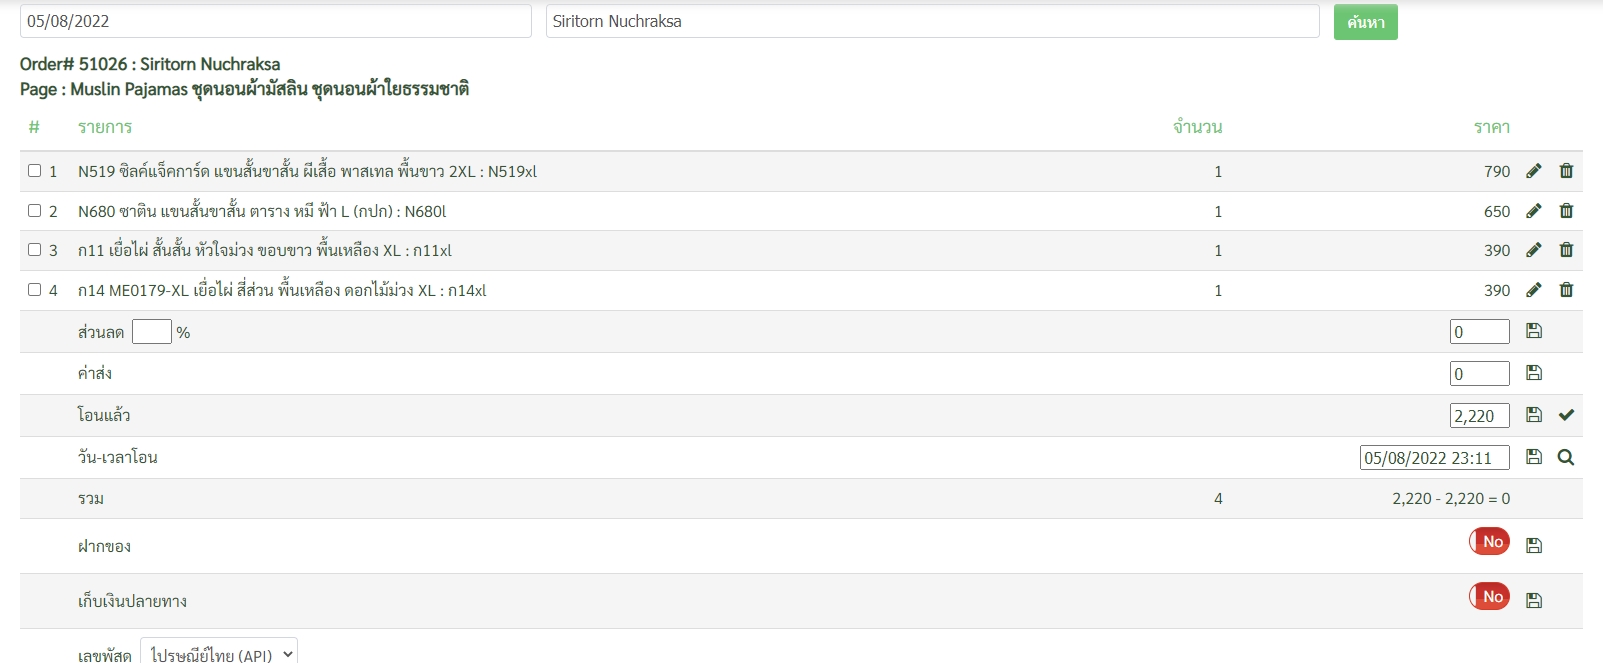 05/08/2022 Siritorn Nuchraksa ค้นหา
Order# 51026 : Siritorn Nuchraksa
Page : Muslin Pajamas ชุดนอนผ้ามัสลิน ชุดนอนผ้าใยธรรมชาติ
# รายการ จำนวน ราคา
1 N519 ซิลค์แจ็คการ์ด แขนสั้นขาสั้น ผีเสื้อ พาสเทล พื้นขาว 2XL : N519xl 1 790
2 N680 ซาติน แขนสั้นขาสั้น ตาราง หมี ฟ้า L (กปก) : N680l 1 650
3 ก11 เยื่อไผ่ สั้นสั้น หัวใจม่วง ขอบขาว พื้นเหลือง XL : ก11xl 1 390
4 ก14 ME0179-XL เยื่อไผ่ สี่ส่วน พื้นเหลือง ดอกไม้ม่วง XL : ก14xl 1 390
ส่วนลด % 0
ค่าส่ง 0
โอนแล้ว 2,220
วัน-เวลาโอน 05/08/2022 23:11
รวม 4 2,220 - 2,220 = 0
ฝากของ No
เก็บเงินปลายทาง No
เลขพัสดุ ไปรษณีย์ไทย (API)